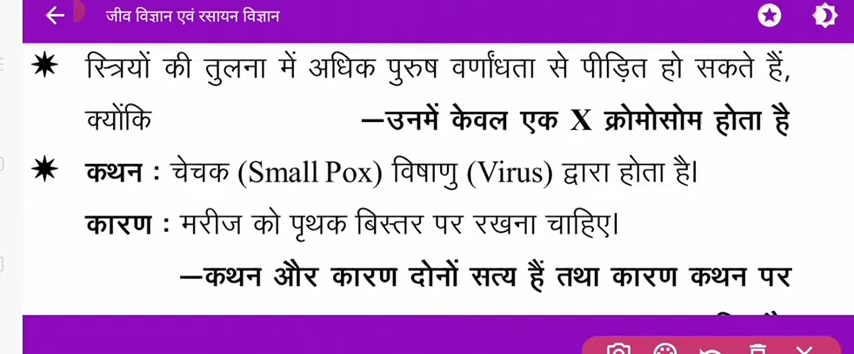 जीव विज्ञान एवं रसायन विज्ञान
स्त्रियों की तुलना में अधिक पुरुष वर्णांधता से पीड़ित हो सकते हैं,
क्योंकि —उनमें केवल एक X क्रोमोसोम होता है
कथन : चेचक (Small Pox) विषाणु (Virus) द्वारा होता है।
कारण : मरीज को पृथक बिस्तर पर रखना चाहिए।
—कथन और कारण दोनों सत्य हैं तथा कारण कथन पर